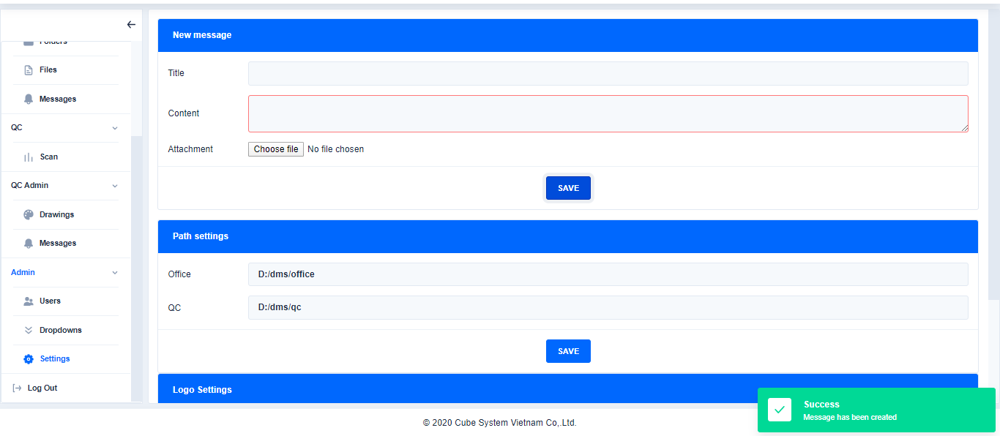 Folders
Files
Messages
QC
Scan
QC Admin
Drawings
Messages
Admin
Users
Dropdowns
Settings
Log Out
New message
Title
Content
Attachment Choose file No file chosen
SAVE
Path settings
Office D:/dms/office
QC D:/dms/qc
SAVE
Logo Settings
Success
Message has been created
© 2020 Cube System Vietnam Co,.Ltd.